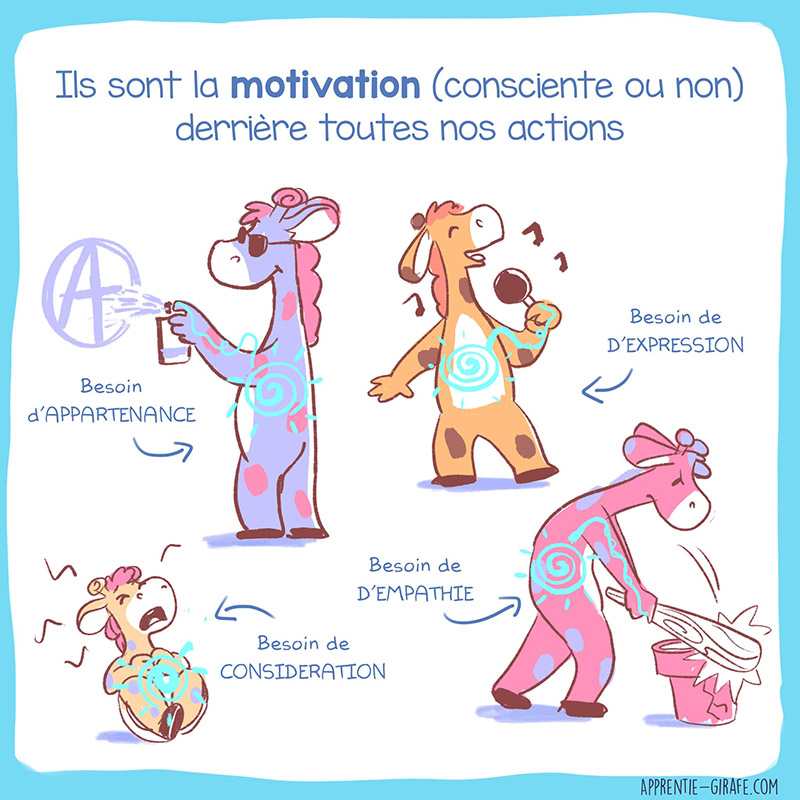 Ils sont la motivation (consciente ou non)
derrière toutes nos actions
A
Besoin
d'APPARTENANCE
Besoin de
D'EXPRESSION
Besoin de
D'EMPATHIE
Besoin de
CONSIDERATION
APPRENTIE-GIRAFE.COM